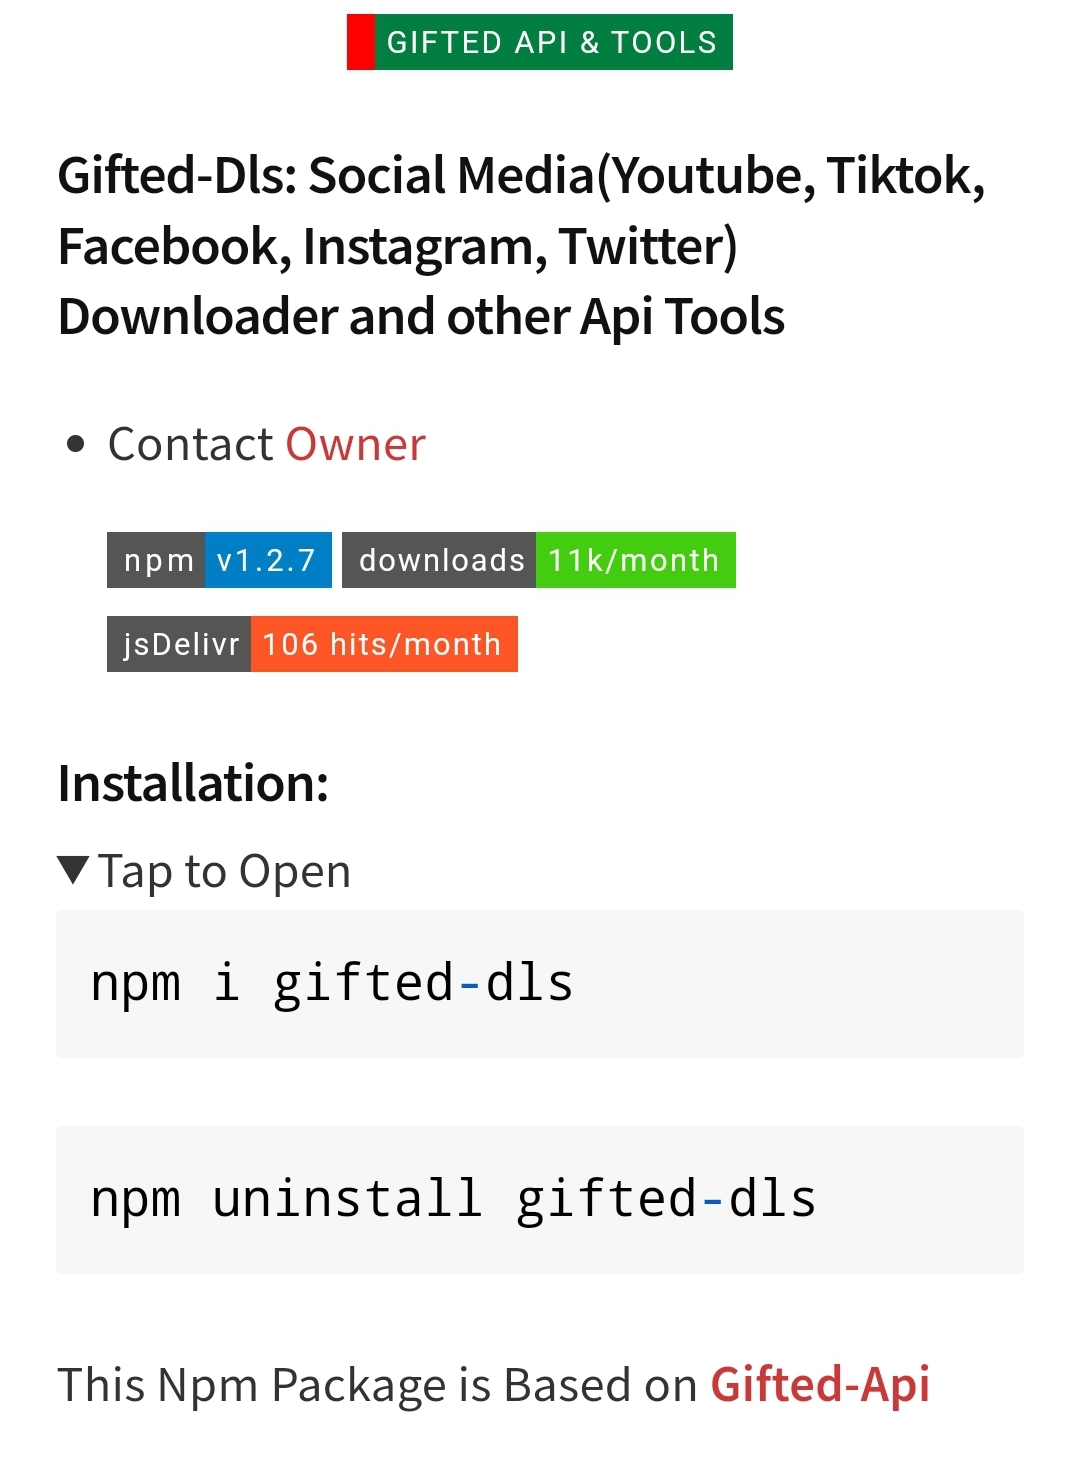 GIFTED API & TOOLS
Gifted-Dls: Social Media(Youtube, Tiktok,
Facebook, Instagram, Twitter)
Downloader and other Api Tools
Contact Owner
npm v1.2.7 downloads 11k/month
jsDelivr 106 hits/month
Installation:
Tap to Open
npm i gifted-dls
npm uninstall gifted-dls
This Npm Package is Based on Gifted-Api